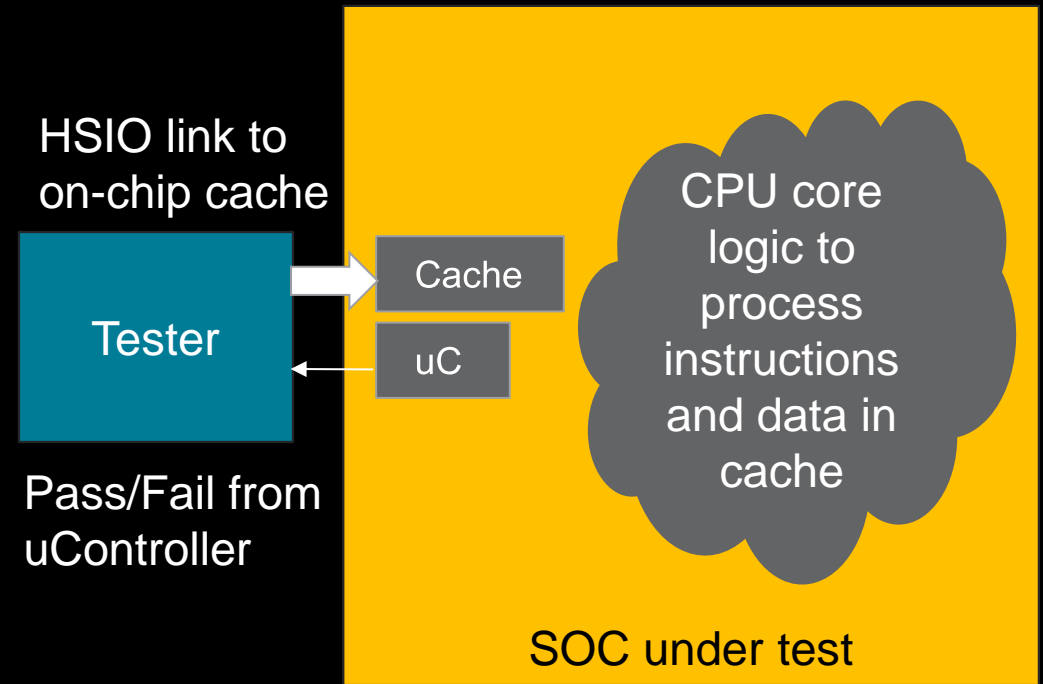 HSIO link to
on-chip cache
Tester
Pass/Fail from
uController
Cache
uC
CPU core
logic to
process
instructions
and data in
cache
SOC under test